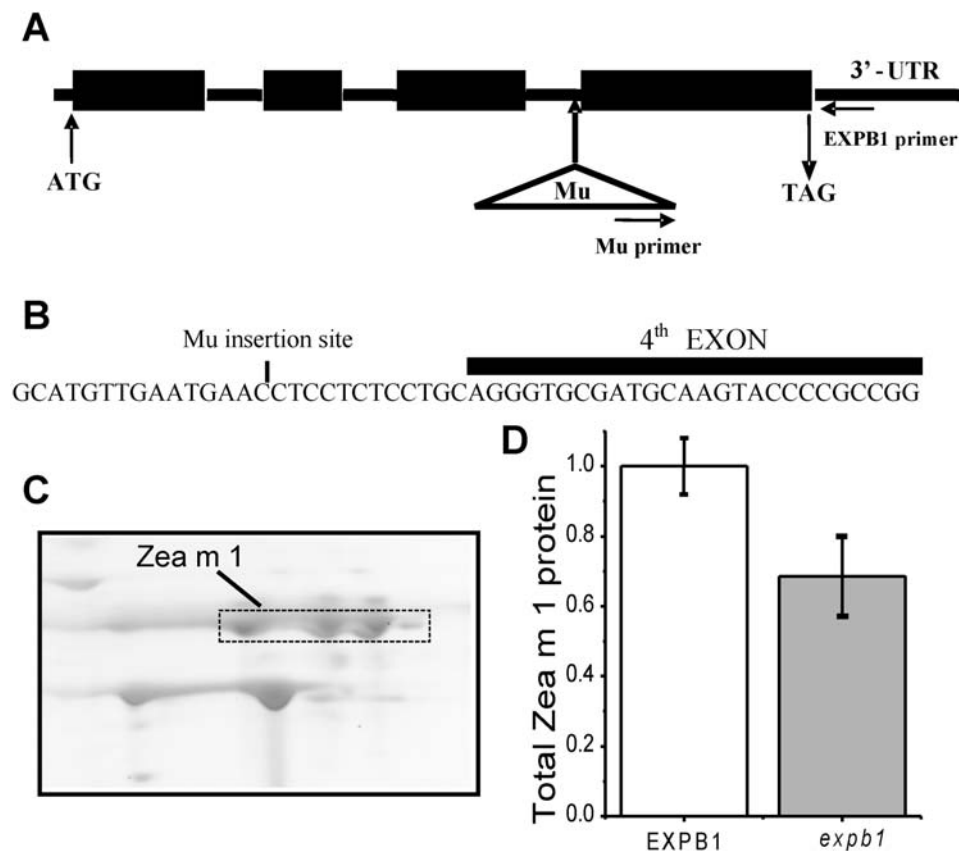 A
3'-UTR
EXPB1 primer
ATG
TAG
Mu
Mu primer
B
Mu insertion site
4th EXON
GCATGTTGAATGAACCTCCTCTCCTGCAGGGTGCGATGCAAGTACCCCGCCGG
C
Zea m 1
D
Total Zea m 1 protein
1.0
0.8
0.6
0.4
0.2
0.0
EXPB1
expb1